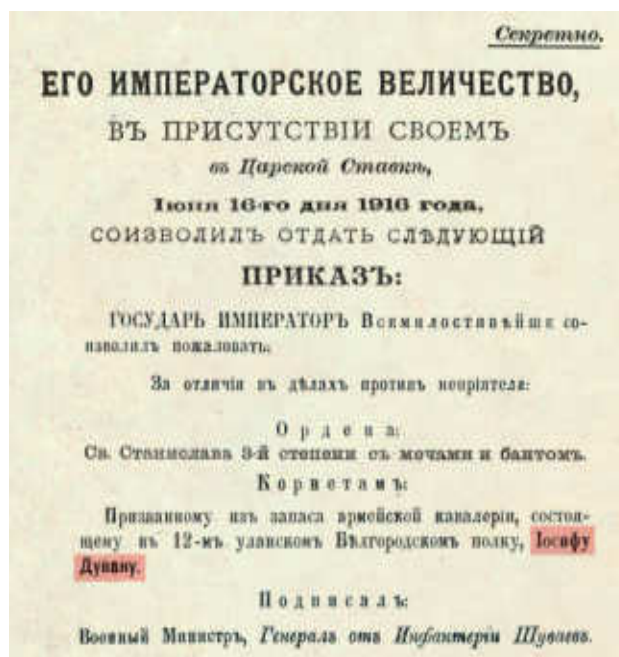 Секретно.
ЕГО ИМПЕРАТОРСКОЕ ВЕЛИЧЕСТВО,
ВЪ ПРИСУТСТВІИ СВОЕМЪ
въ Царской Ставкѣ,
Іюня 16-го дня 1916 года,
СОИЗВОЛИЛЪ ОТДАТЬ СЛѢДУЮЩІЙ
ПРИКАЗЪ:
ГОСУДАРЬ ИМПЕРАТОРЪ Всемилостивѣйше со-
изволилъ пожаловать:
За отличія въ дѣлахъ противъ непріятеля:
Ордена:
Св. Станислава 3-й степени съ мечами и бантомъ.
Корнетамъ:
Призванному изъ запаса армейской кавалеріи, состоя-
щему въ 12-мъ уланскомъ Бѣлгородскомъ полку, Іосифу
Дувану.
Подписалъ:
Военный Министръ, Генералъ отъ Инфантеріи Шуваевъ.